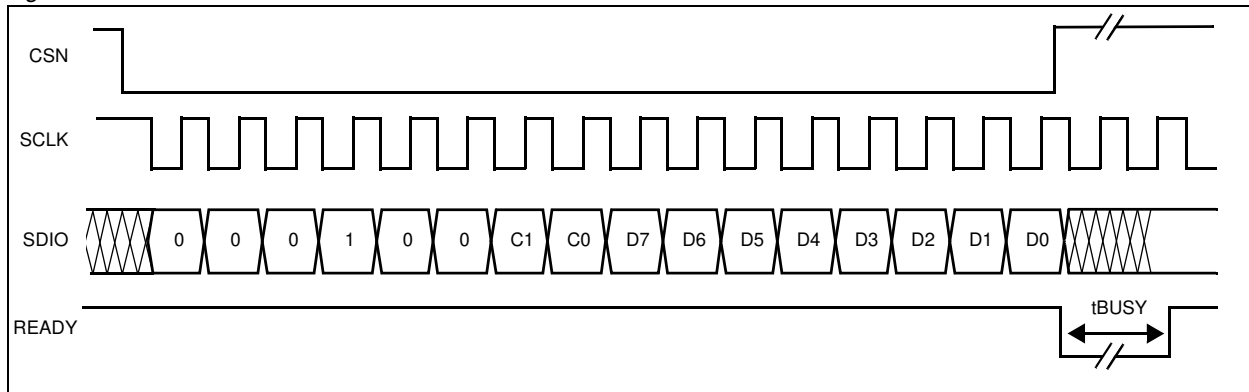 CSN
SCLK
SDIO 0 0 0 1 0 0 C1 C0 D7 D6 D5 D4 D3 D2 D1 D0
tBUSY
READY